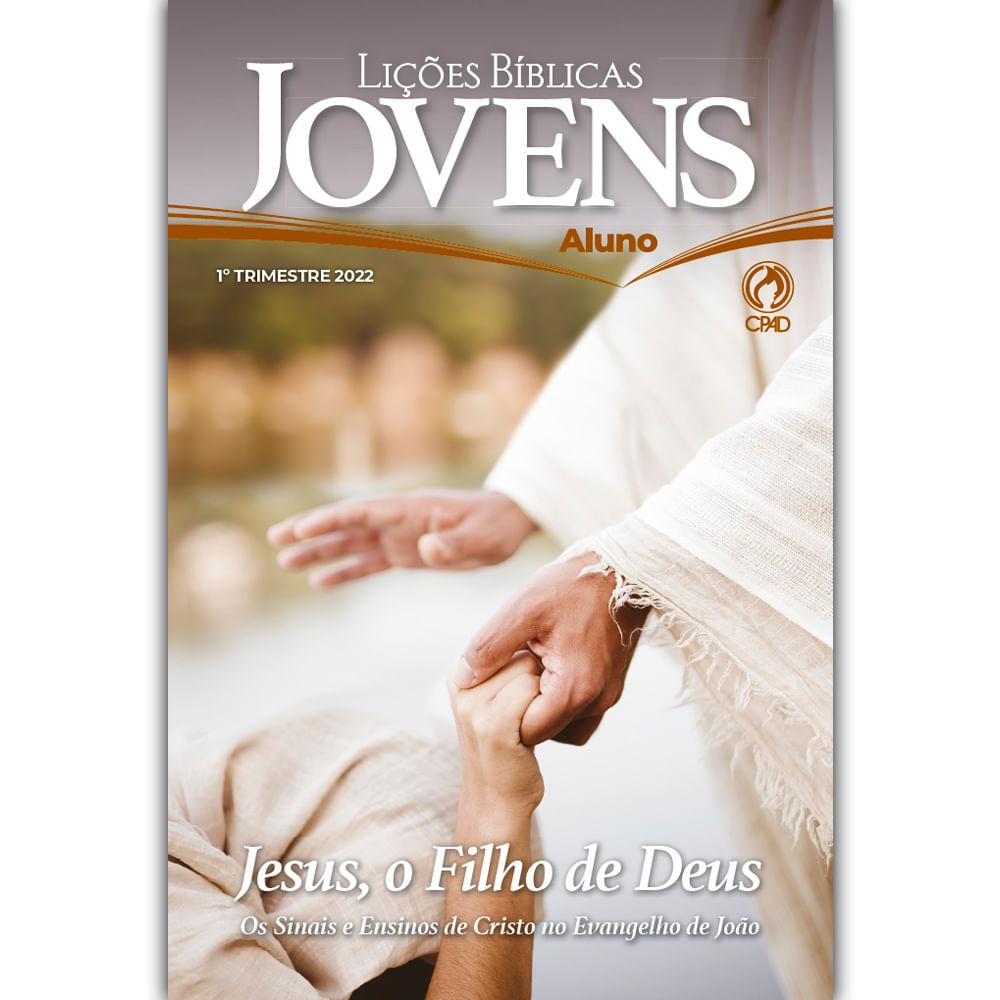 LIÇÕES BÍBLICAS
JOVENS
Aluno
1º TRIMESTRE 2022
CPAD
Jesus, o Filho de Deus
Os Sinais e Ensinos de Cristo no Evangelho de João